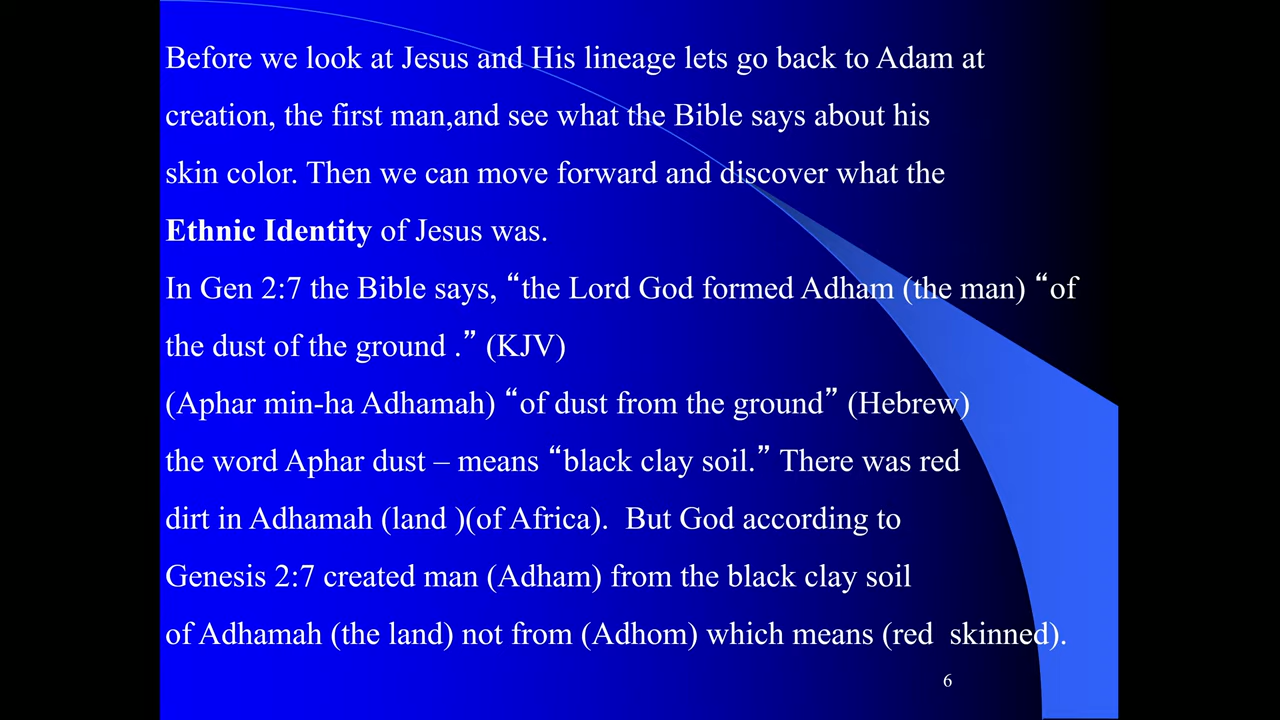 Before we look at Jesus and His lineage lets go back to Adam at
creation, the first man,and see what the Bible says about his
skin color. Then we can move forward and discover what the
Ethnic Identity of Jesus was.
In Gen 2:7 the Bible says, “the Lord God formed Adham (the man) “of
the dust of the ground .” (KJV)
(Aphar min-ha Adhamah) “of dust from the ground” (Hebrew)
the word Aphar dust – means “black clay soil.” There was red
dirt in Adhamah (land )(of Africa).  But God according to
Genesis 2:7 created man (Adham) from the black clay soil
of Adhamah (the land) not from (Adhom) which means (red  skinned).
6